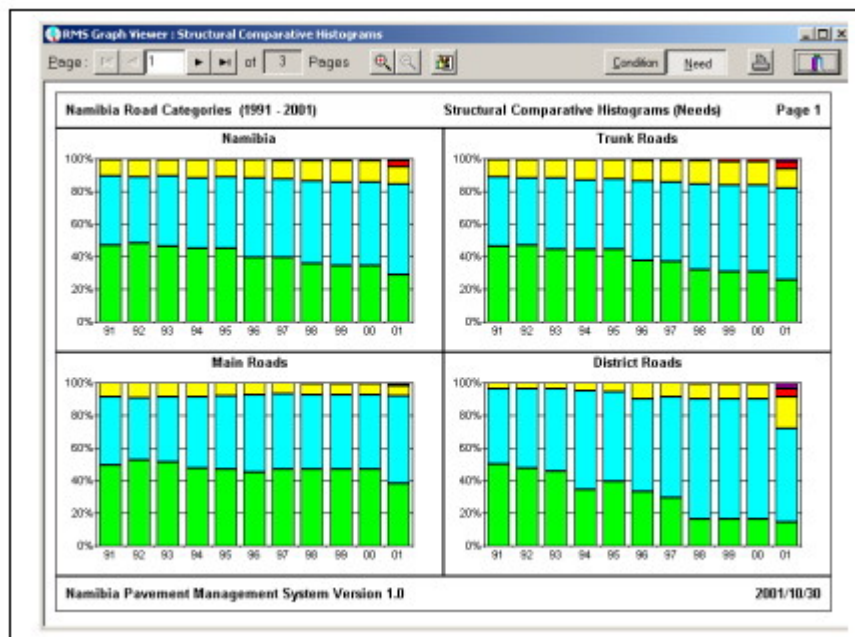 RMS Graph Viewer : Structural Comparative Histograms
Page: 1 of 3 Pages Condition Need
Namibia Road Categories (1991 - 2001) Structural Comparative Histograms (Needs) Page 1
Namibia
100%
80%
60%
40%
20%
0%
91 92 93 94 95 96 97 98 99 00 01
Trunk Roads
100%
80%
60%
40%
20%
0%
91 92 93 94 95 96 97 98 99 00 01
Main Roads
100%
80%
60%
40%
20%
0%
91 92 93 94 95 96 97 98 99 00 01
District Roads
100%
80%
60%
40%
20%
0%
91 92 93 94 95 96 97 98 99 00 01
Namibia Pavement Management System Version 1.0 2001/10/30